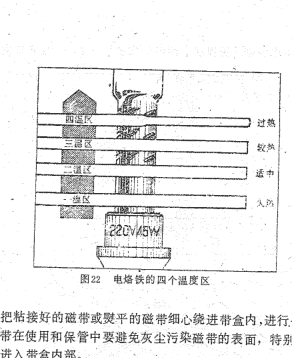 四温区 过热
三温区 较热
二温区 适中
一温区
220V45W
图22 电烙铁的四个温度区
把粘接好的磁带或熨平的磁带细心绕进带盒内,进行
带在使用和保管中要避免灰尘污染磁带的表面,特别
进入带盒内部。